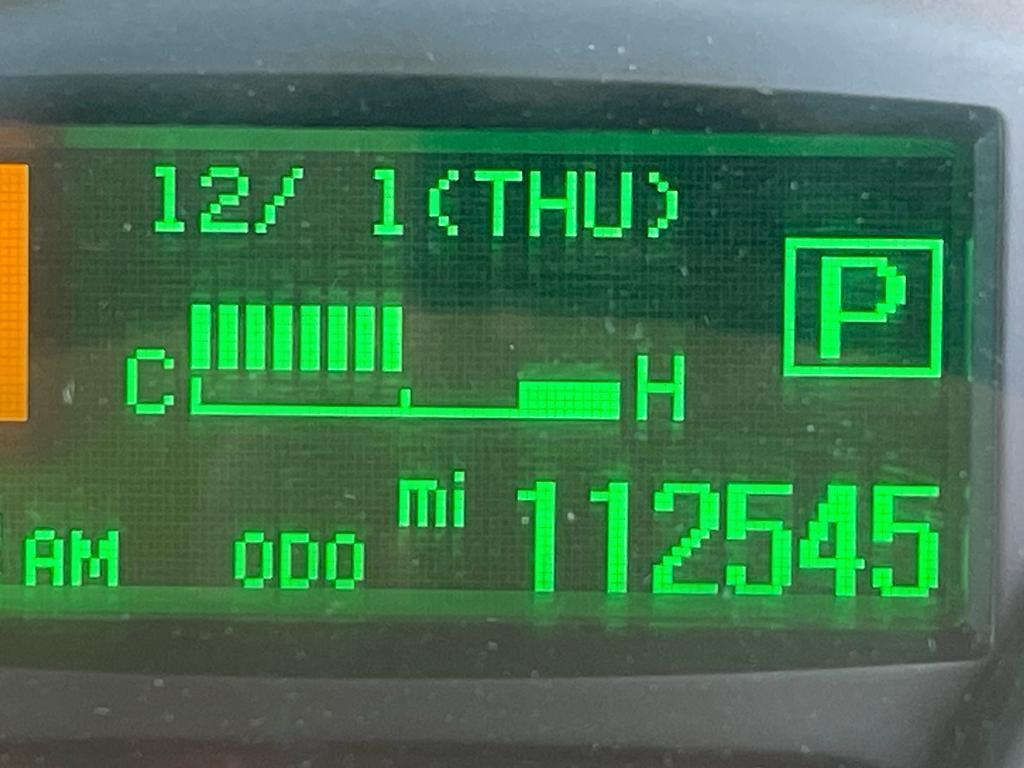 12/ 1(THU)
P
C H
mi
AM ODO 112545